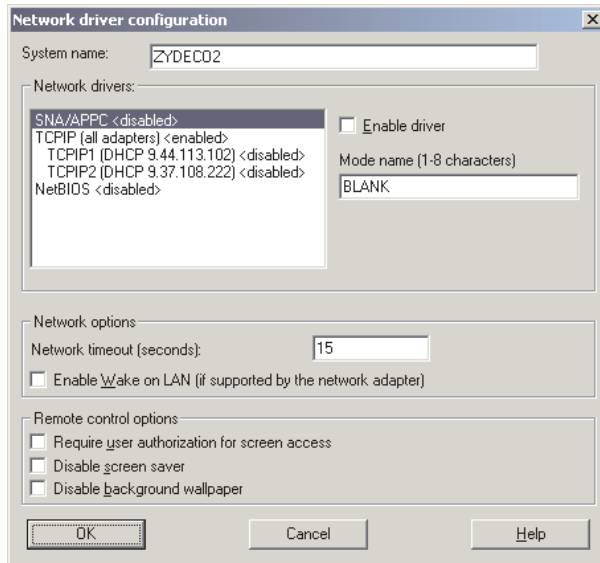 Network driver configuration
System name: ZYDECO2
Network drivers:
SNA/APPC <disabled>
TCPIP (all adapters) <enabled>
TCPIP1 (DHCP 9.44.113.102) <disabled>
TCPIP2 (DHCP 9.37.108.222) <disabled>
NetBIOS <disabled>
Enable driver
Mode name (1-8 characters)
BLANK
Network options
Network timeout (seconds): 15
Enable Wake on LAN (if supported by the network adapter)
Remote control options
Require user authorization for screen access
Disable screen saver
Disable background wallpaper
OK Cancel Help